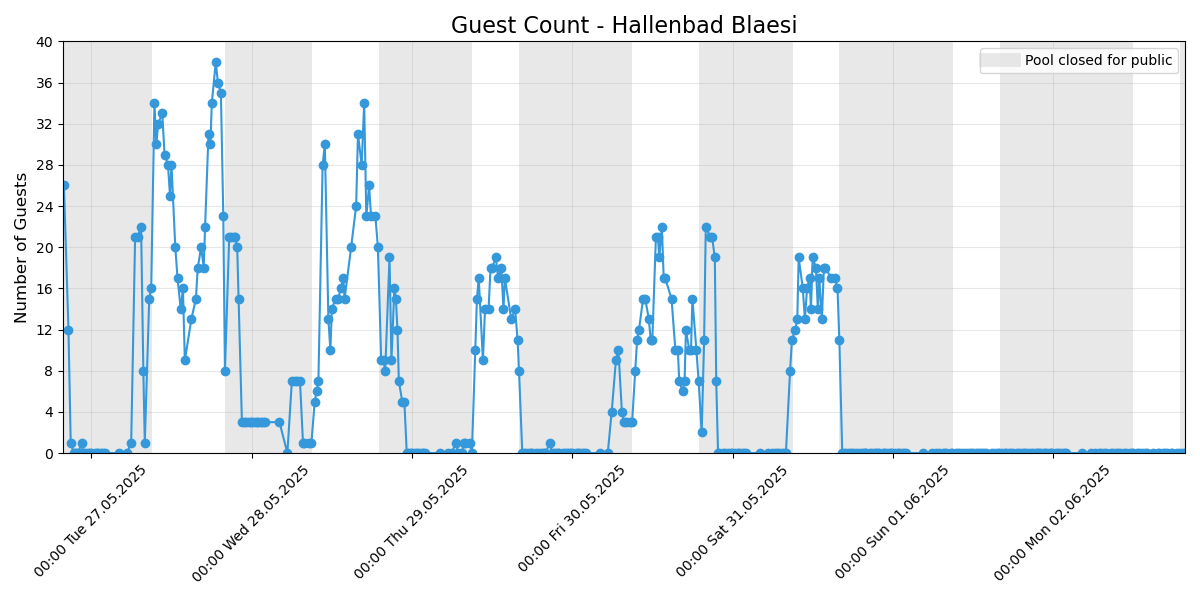 Guest Count - Hallenbad Blaesi
Pool closed for public
Number of Guests
40
36
32
28
24
20
16
12
8
4
0
00:00 Tue 27.05.2025
00:00 Wed 28.05.2025
00:00 Thu 29.05.2025
00:00 Fri 30.05.2025
00:00 Sat 31.05.2025
00:00 Sun 01.06.2025
00:00 Mon 02.06.2025